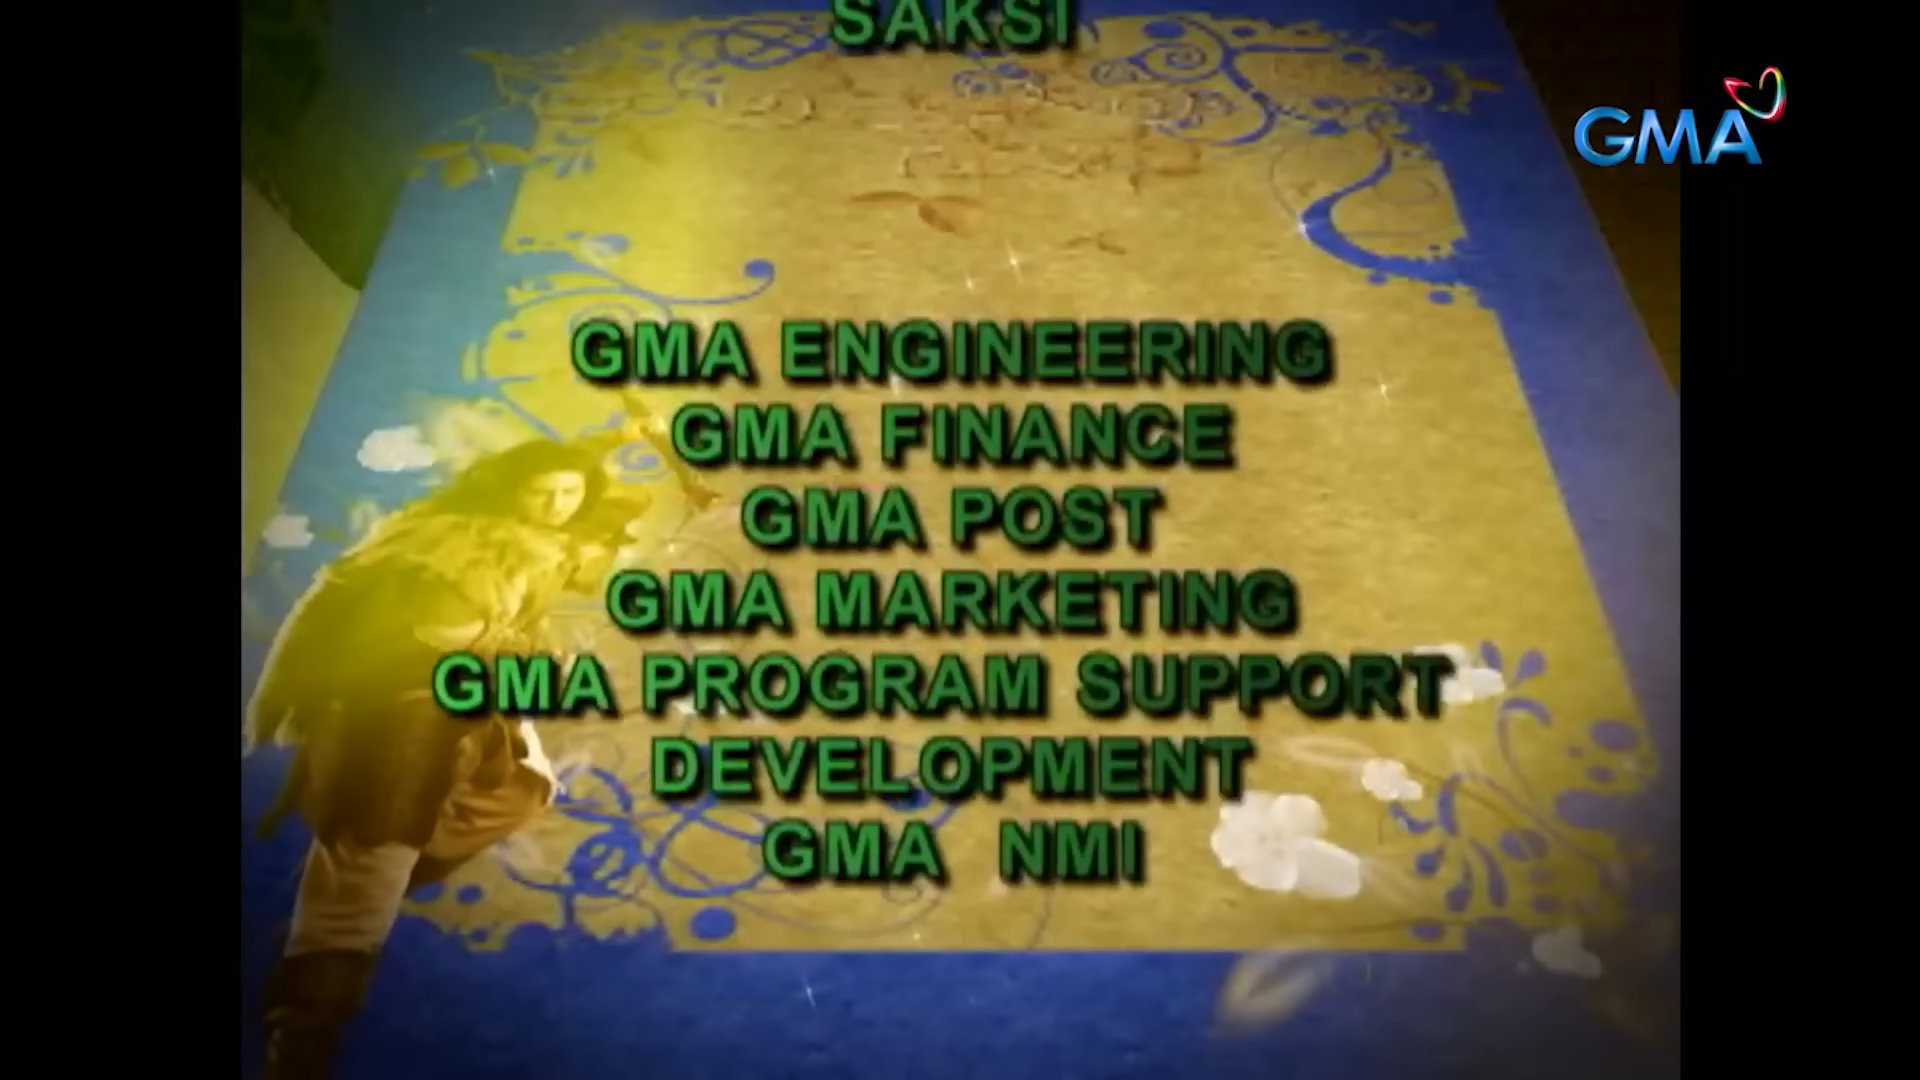 SAKSI
GMA
GMA ENGINEERING
GMA FINANCE
GMA POST
GMA MARKETING
GMA PROGRAM SUPPORT
DEVELOPMENT
GMA NMI